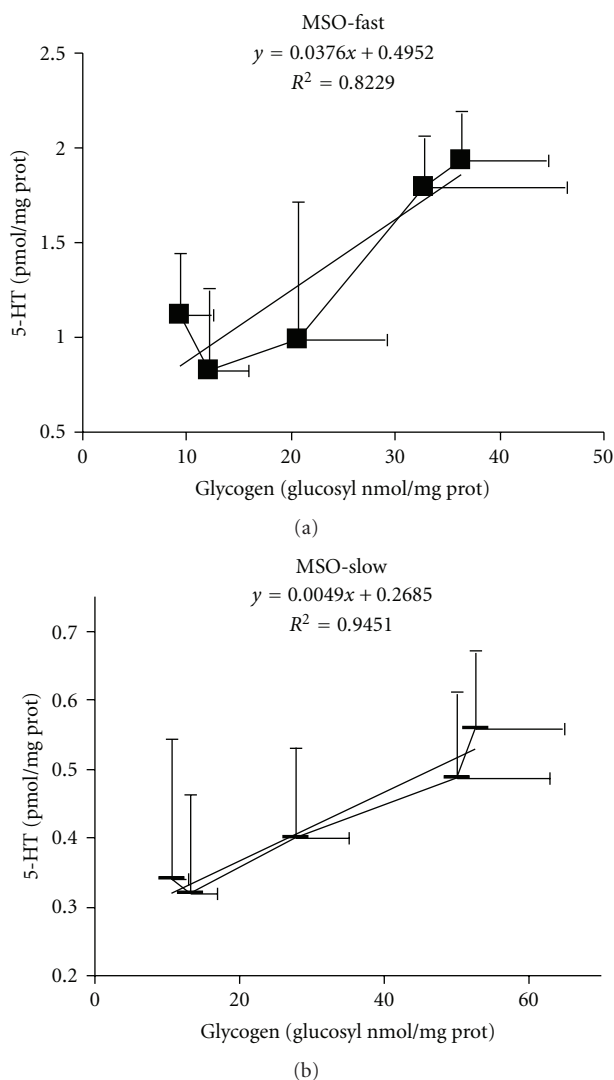 MSO-fast
y = 0.0376x + 0.4952
R² = 0.8229
2.5
2
1.5
1
0.5
5-HT (pmol/mg prot)
0 10 20 30 40 50
Glycogen (glucosyl nmol/mg prot)
(a)
MSO-slow
y = 0.0049x + 0.2685
R² = 0.9451
0.7
0.6
0.5
0.4
0.3
0.2
5-HT (pmol/mg prot)
0 20 40 60
Glycogen (glucosyl nmol/mg prot)
(b)